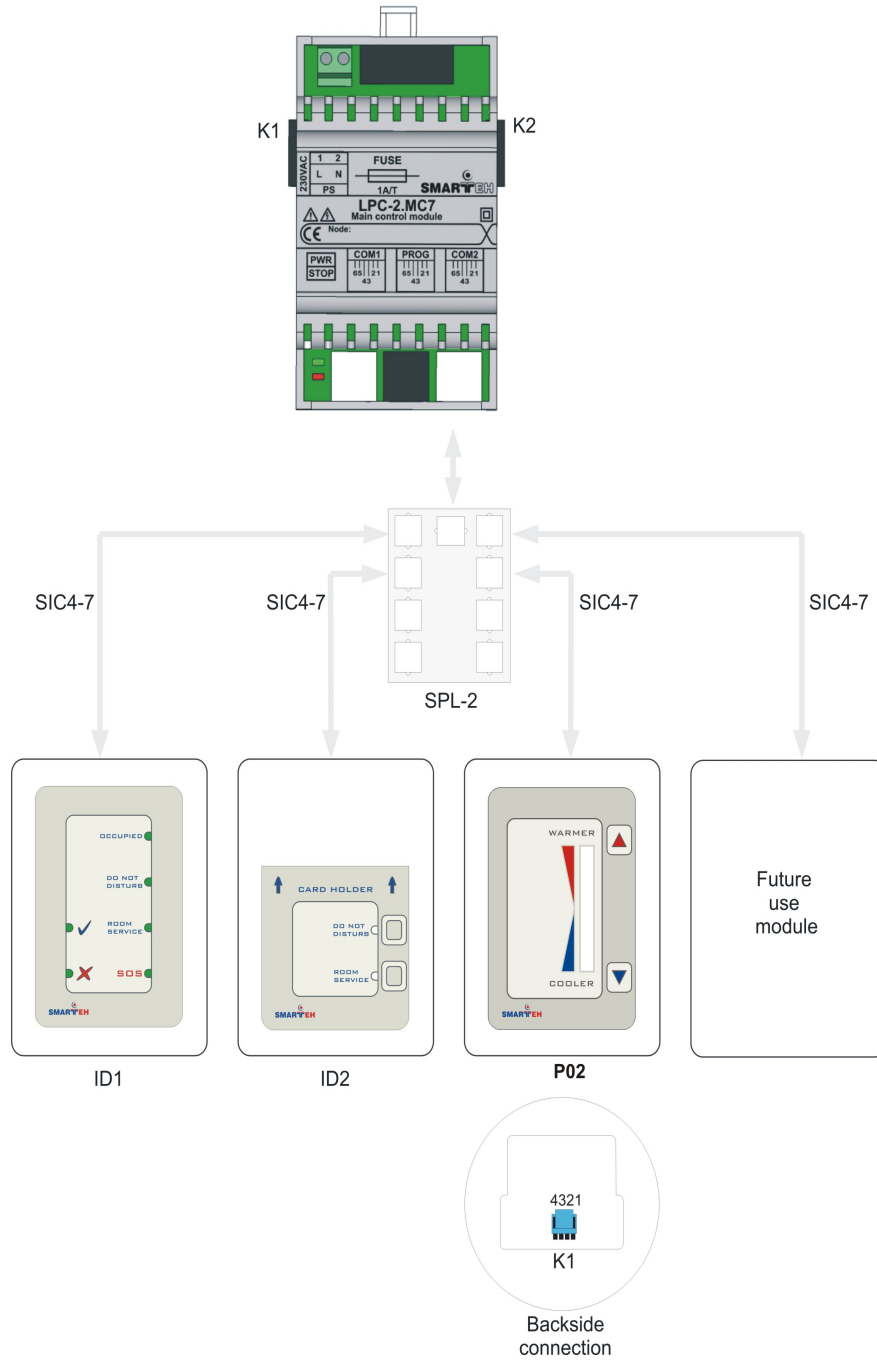 K1
K2
230VAC
1 2
L N
PS
FUSE
1A/T
SMARTEH
LPC-2.MC7
Main control module
CE Node:
PWR
STOP
COM1
65 21
43
PROG
65 21
43
COM2
65 21
43
SIC4-7
SIC4-7
SIC4-7
SIC4-7
SPL-2
OCCUPIED
DO NOT
DISTURB
ROOM
SERVICE
SOS
SMARTEH
ID1
CARD HOLDER
DO NOT
DISTURB
ROOM
SERVICE
SMARTEH
ID2
WARMER
COOLER
SMARTEH
P02
Future
use
module
4321
K1
Backside
connection